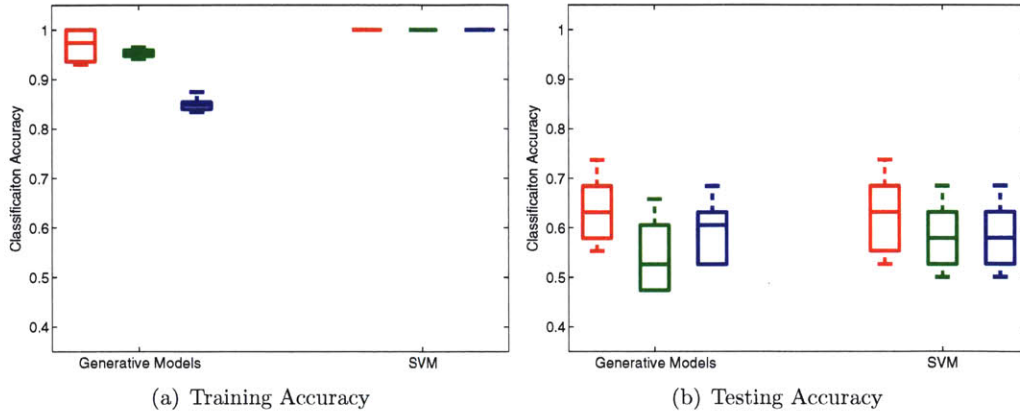 1
0.9
0.8
0.7
0.6
0.5
0.4
Classificaiton Accuracy
Generative Models SVM
(a) Training Accuracy
1
0.9
0.8
0.7
0.6
0.5
0.4
Classificaiton Accuracy
Generative Models SVM
(b) Testing Accuracy